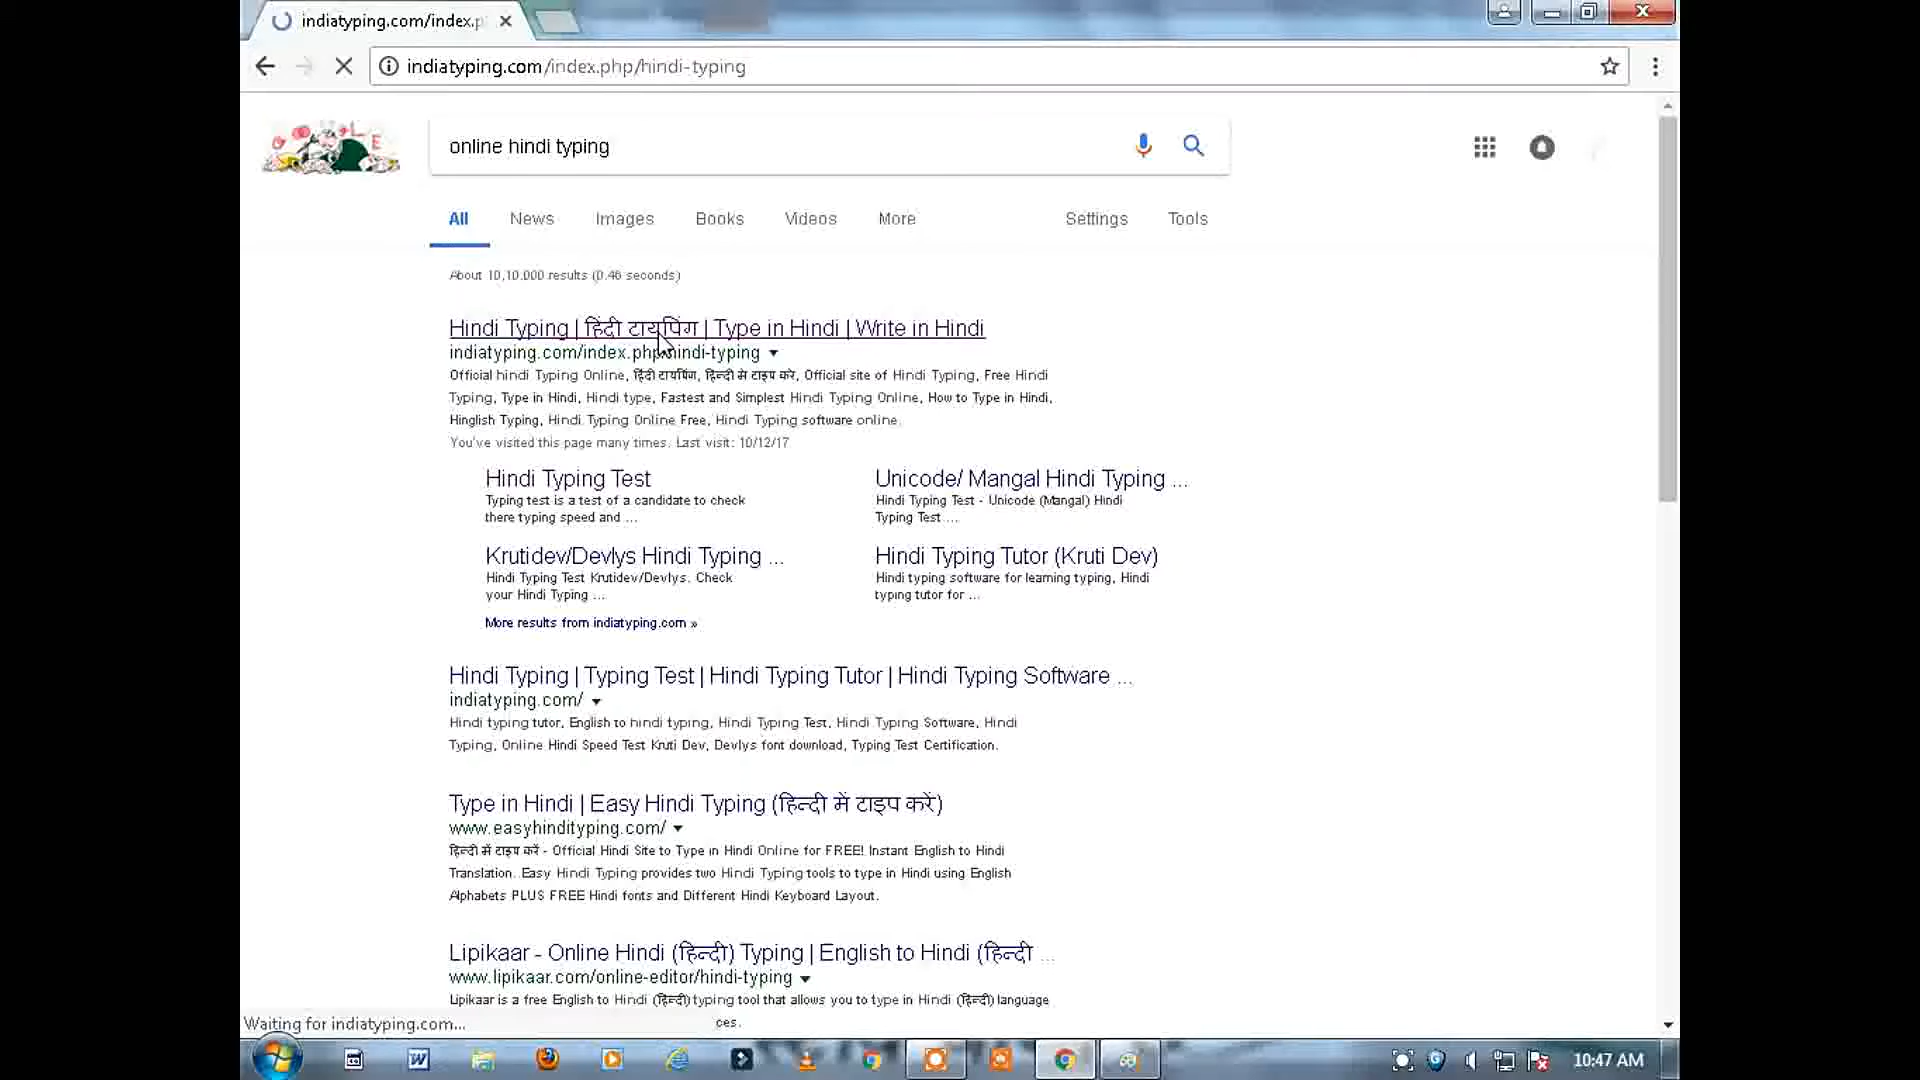 indiatyping.com/index.p
indiatyping.com/index.php/hindi-typing
online hindi typing
All News Images Books Videos More Settings Tools
About 10,10,000 results (0.46 seconds)
Hindi Typing | हिंदी टायपिंग | Type in Hindi | Write in Hindi
indiatyping.com/index.php/hindi-typing
Official hindi Typing Online, हिंदी टायपिंग, हिन्दी मे टाइप करे, Official site of Hindi Typing, Free Hindi
Typing, Type in Hindi, Hindi type, Fastest and Simplest Hindi Typing Online, How to Type in Hindi,
Hinglish Typing, Hindi Typing Online Free, Hindi Typing software online.
You've visited this page many times. Last visit: 10/12/17
Hindi Typing Test
Typing test is a test of a candidate to check
there typing speed and ...
Unicode/ Mangal Hindi Typing ...
Hindi Typing Test - Unicode (Mangal) Hindi
Typing Test ...
Krutidev/Devlys Hindi Typing ...
Hindi Typing Test Krutidev/Devlys. Check
your Hindi Typing ...
Hindi Typing Tutor (Kruti Dev)
Hindi typing software for learning typing, Hindi
typing tutor for ...
More results from indiatyping.com »
Hindi Typing | Typing Test | Hindi Typing Tutor | Hindi Typing Software ...
indiatyping.com/
Hindi typing tutor, English to hindi typing, Hindi Typing Test, Hindi Typing Software, Hindi
Typing, Online Hindi Speed Test Kruti Dev, Devlys font download, Typing Test Certification.
Type in Hindi | Easy Hindi Typing (हिन्दी में टाइप करें)
www.easyhindityping.com/
हिन्दी में टाइप करें - Official Hindi Site to Type in Hindi Online for FREE! Instant English to Hindi
Translation. Easy Hindi Typing provides two Hindi Typing tools to type in Hindi using English
Alphabets PLUS FREE Hindi fonts and Different Hindi Keyboard Layout.
Lipikaar - Online Hindi (हिन्दी) Typing | English to Hindi (हिन्दी ...
www.lipikaar.com/online-editor/hindi-typing
Lipikaar is a free English to Hindi (हिन्दी) typing tool that allows you to type in Hindi (हिन्दी) language
Waiting for indiatyping.com... ces.
10:47 AM